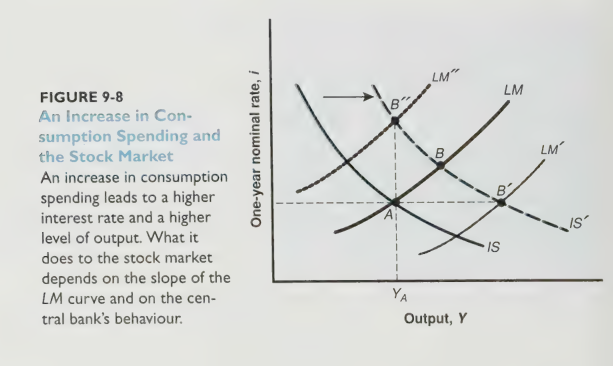 FIGURE 9-8
An Increase in Con-
sumption Spending and
the Stock Market
An increase in consumption
spending leads to a higher
interest rate and a higher
level of output. What it
does to the stock market
depends on the slope of the
LM curve and on the cen-
tral bank's behaviour.
One-year nominal rate, i
LM″
B″
LM
B
LM′
B′
A
IS′
IS
Y_A
Output, Y